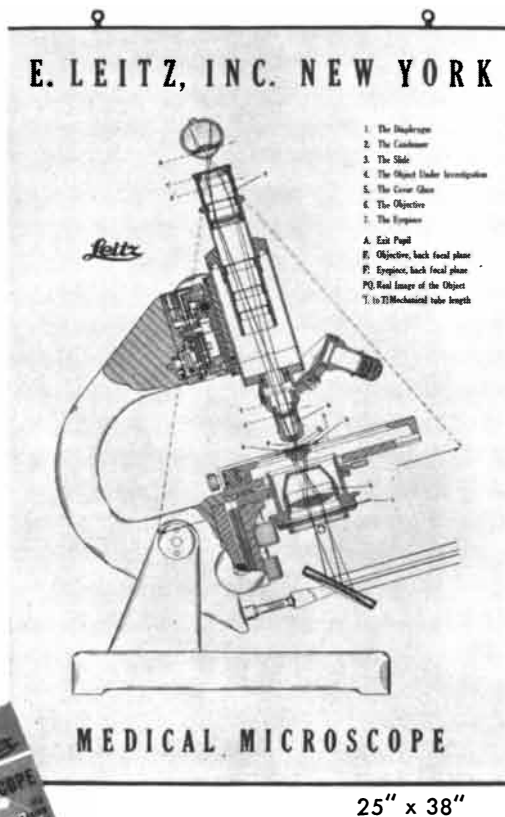 E. LEITZ, INC. NEW YORK
1. The Diaphragm
2. The Condenser
3. The Slide
4. The Object Under Investigation
5. The Cover Glass
6. The Objective
7. The Eyepiece
A. Exit Pupil
F. Objective, back focal plane
F. Eyepiece, back focal plane
PQ. Real Image of the Object
T. to T. Mechanical tube length
Leitz
MEDICAL MICROSCOPE
25" x 38"